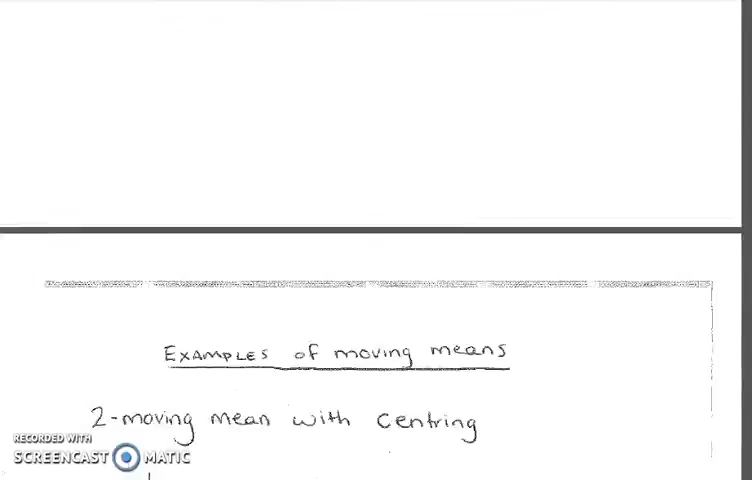 Examples of moving means
2-moving mean with centring
RECORDED WITH
SCREENCAST MATIC